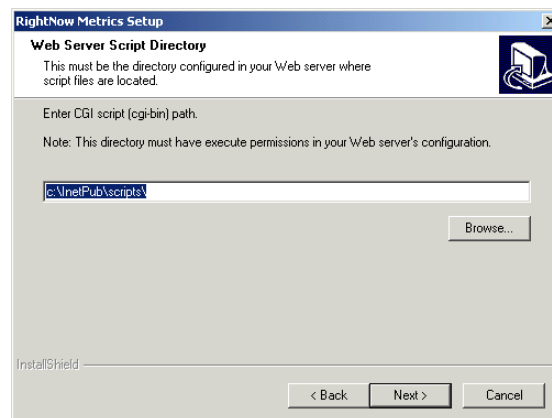 RightNow Metrics Setup
Web Server Script Directory
This must be the directory configured in your Web server where
script files are located.
Enter CGI script (cgi-bin) path.
Note: This directory must have execute permissions in your Web server's configuration.
c:\InetPub\scripts\
Browse...
InstallShield
< Back
Next >
Cancel